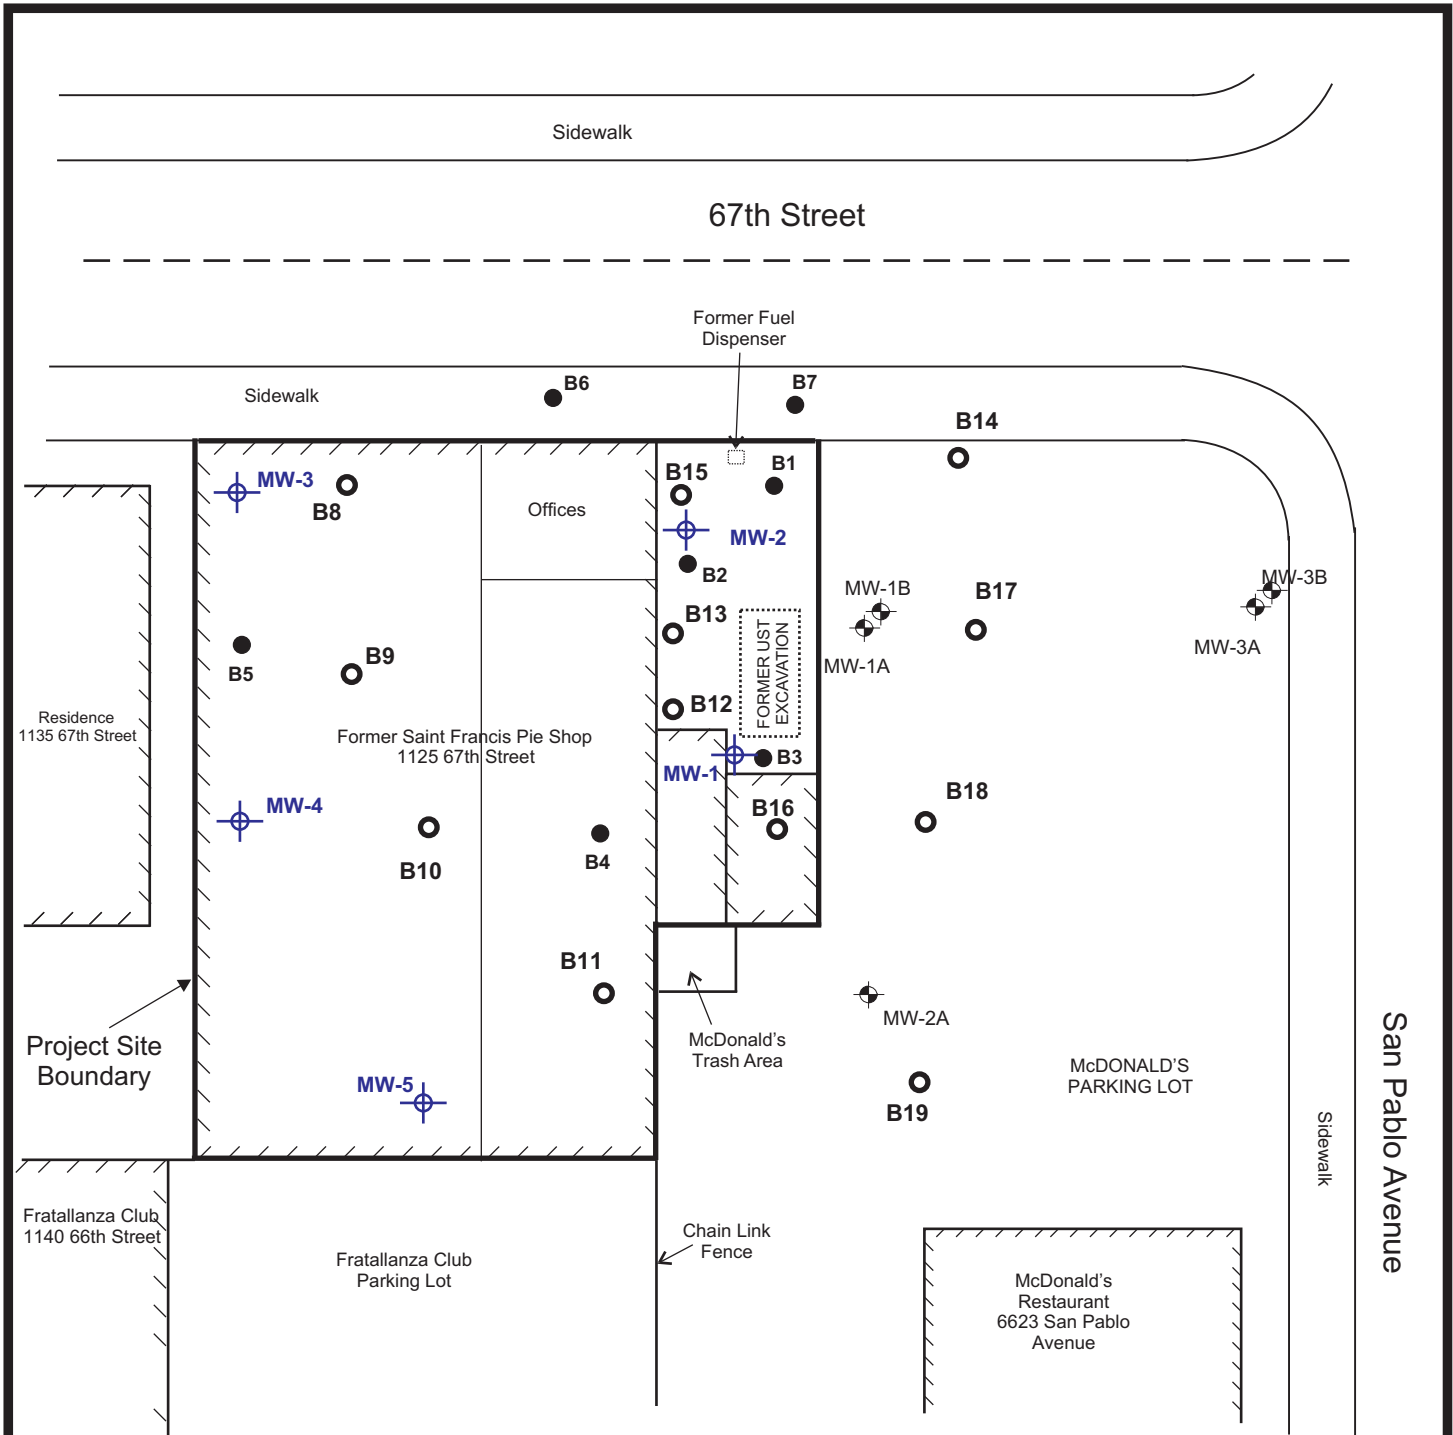 Sidewalk
67th Street
Former Fuel
Dispenser
Sidewalk
B6
B7
B14
MW-3
B8
Offices
B15
B1
MW-2
B2
MW-1B
MW-1A
B17
MW-3B
MW-3A
B13
FORMER UST
EXCAVATION
B5
B9
B12
Residence
1135 67th Street
Former Saint Francis Pie Shop
1125 67th Street
B3
MW-1
MW-4
B10
B4
B16
B18
B11
MW-2A
Project Site
Boundary
McDonald's
Trash Area
McDONALD'S
PARKING LOT
MW-5
B19
Sidewalk
San Pablo Avenue
Fratallanza Club
1140 66th Street
Fratallanza Club
Parking Lot
Chain Link
Fence
McDonald's
Restaurant
6623 San Pablo
Avenue